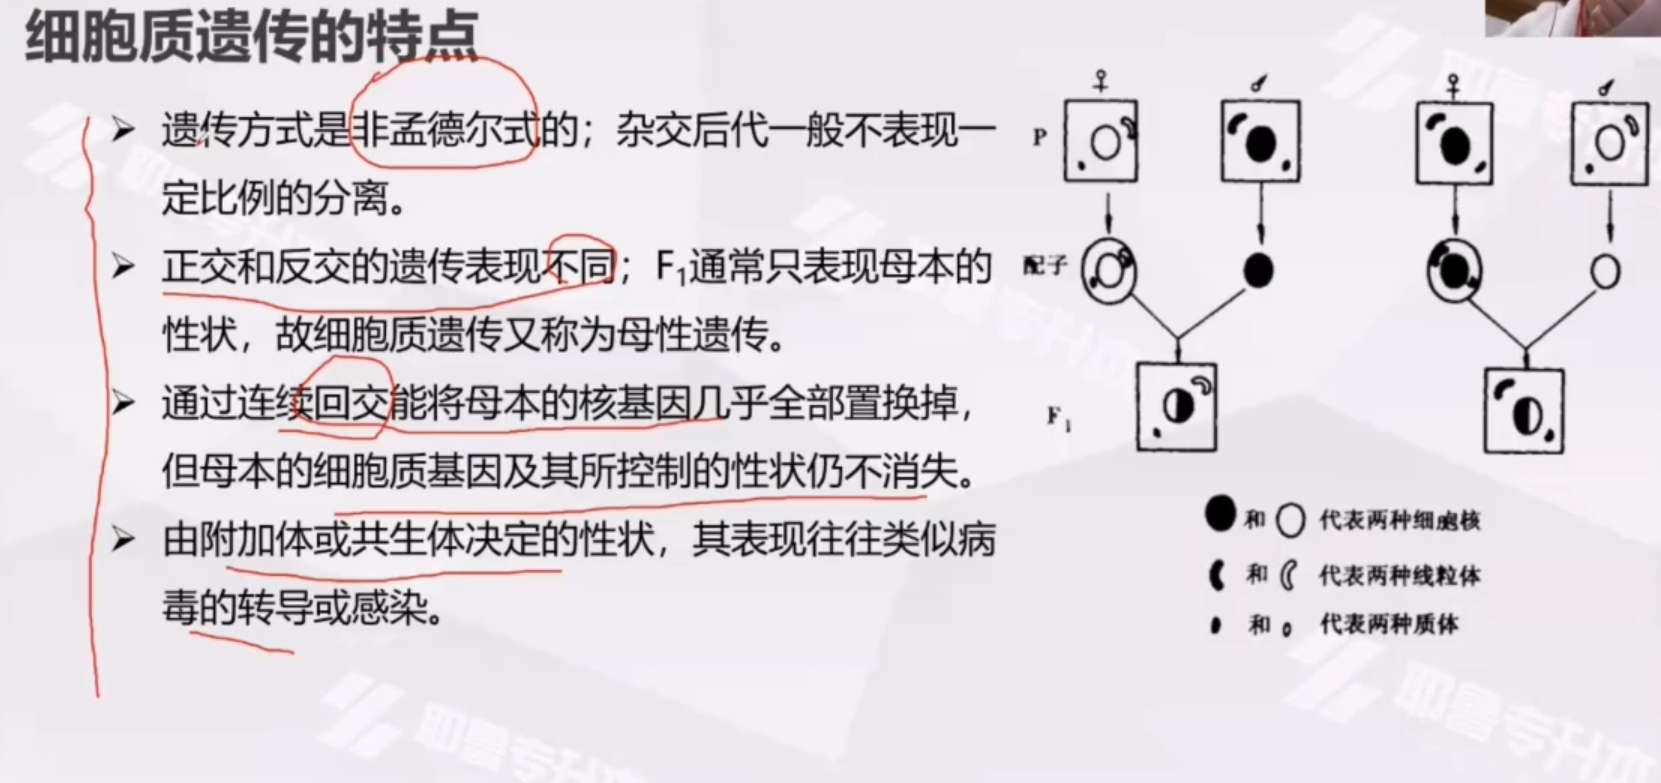 细胞质遗传的特点
➢ 遗传方式是非孟德尔式的；杂交后代一般不表现一
定比例的分离。
➢ 正交和反交的遗传表现不同；F₁通常只表现母本的
性状，故细胞质遗传又称为母性遗传。
➢ 通过连续回交能将母本的核基因几乎全部置换掉，
但母本的细胞质基因及其所控制的性状仍不消失。
➢ 由附加体或共生体决定的性状，其表现往往类似病
毒的转导或感染。
♀ ♂ ♀ ♂
P
配子
F₁
和 代表两种细胞核
和 代表两种线粒体
和 代表两种质体
耶鲁专升本